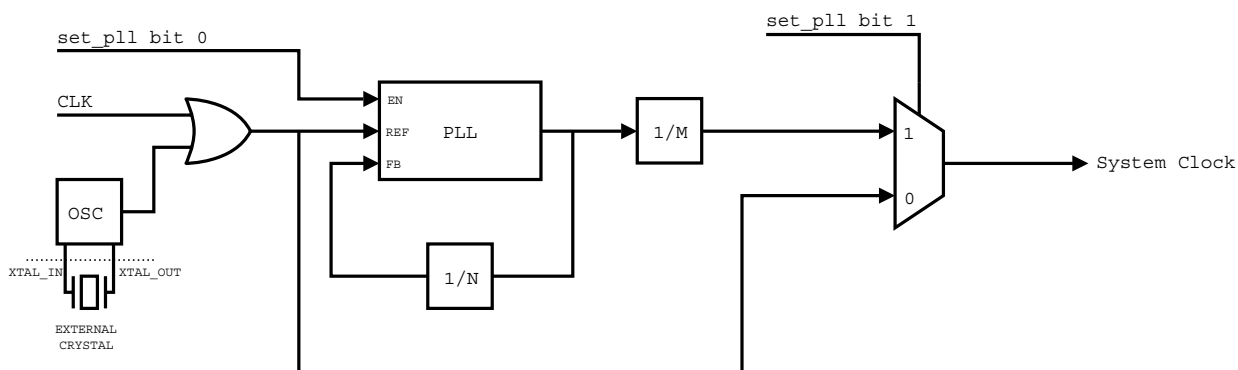 set_pll bit 0
set_pll bit 1
CLK
EN
REF
FB
PLL
1/M
1
0
System Clock
OSC
1/N
XTAL_IN
XTAL_OUT
EXTERNAL
CRYSTAL